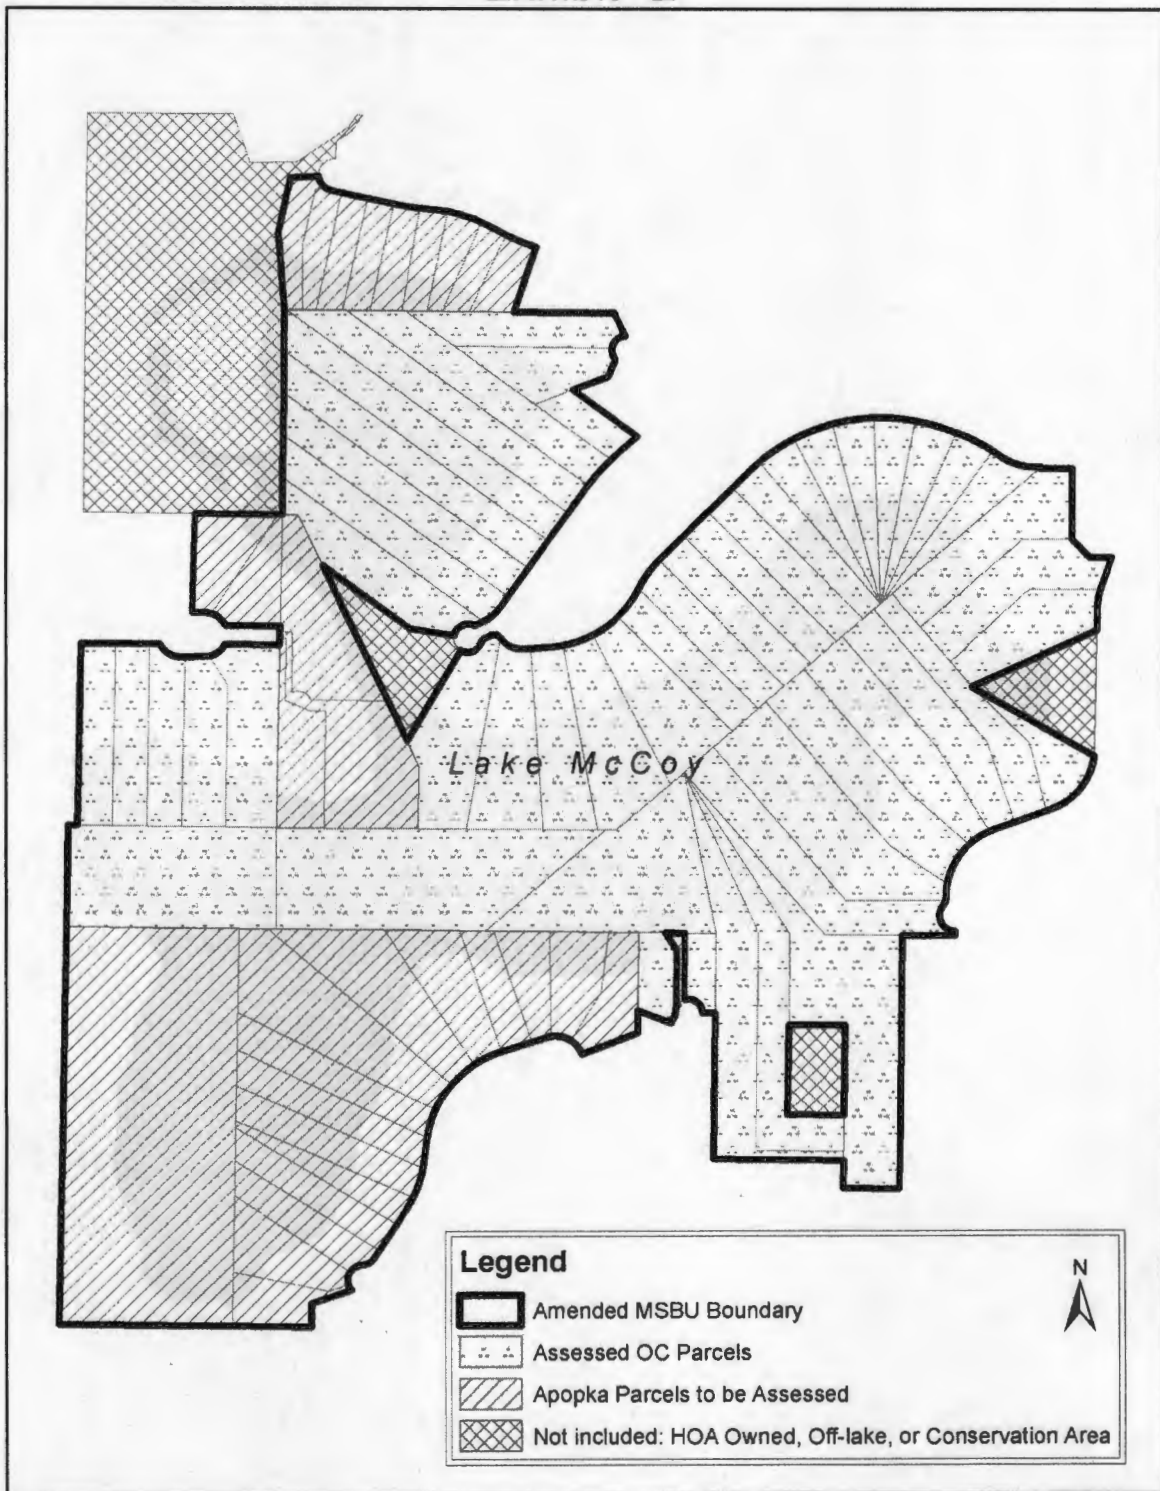 Lake McCoy
Legend
N
Amended MSBU Boundary
Assessed OC Parcels
Apopka Parcels to be Assessed
Not included: HOA Owned, Off-lake, or Conservation Area